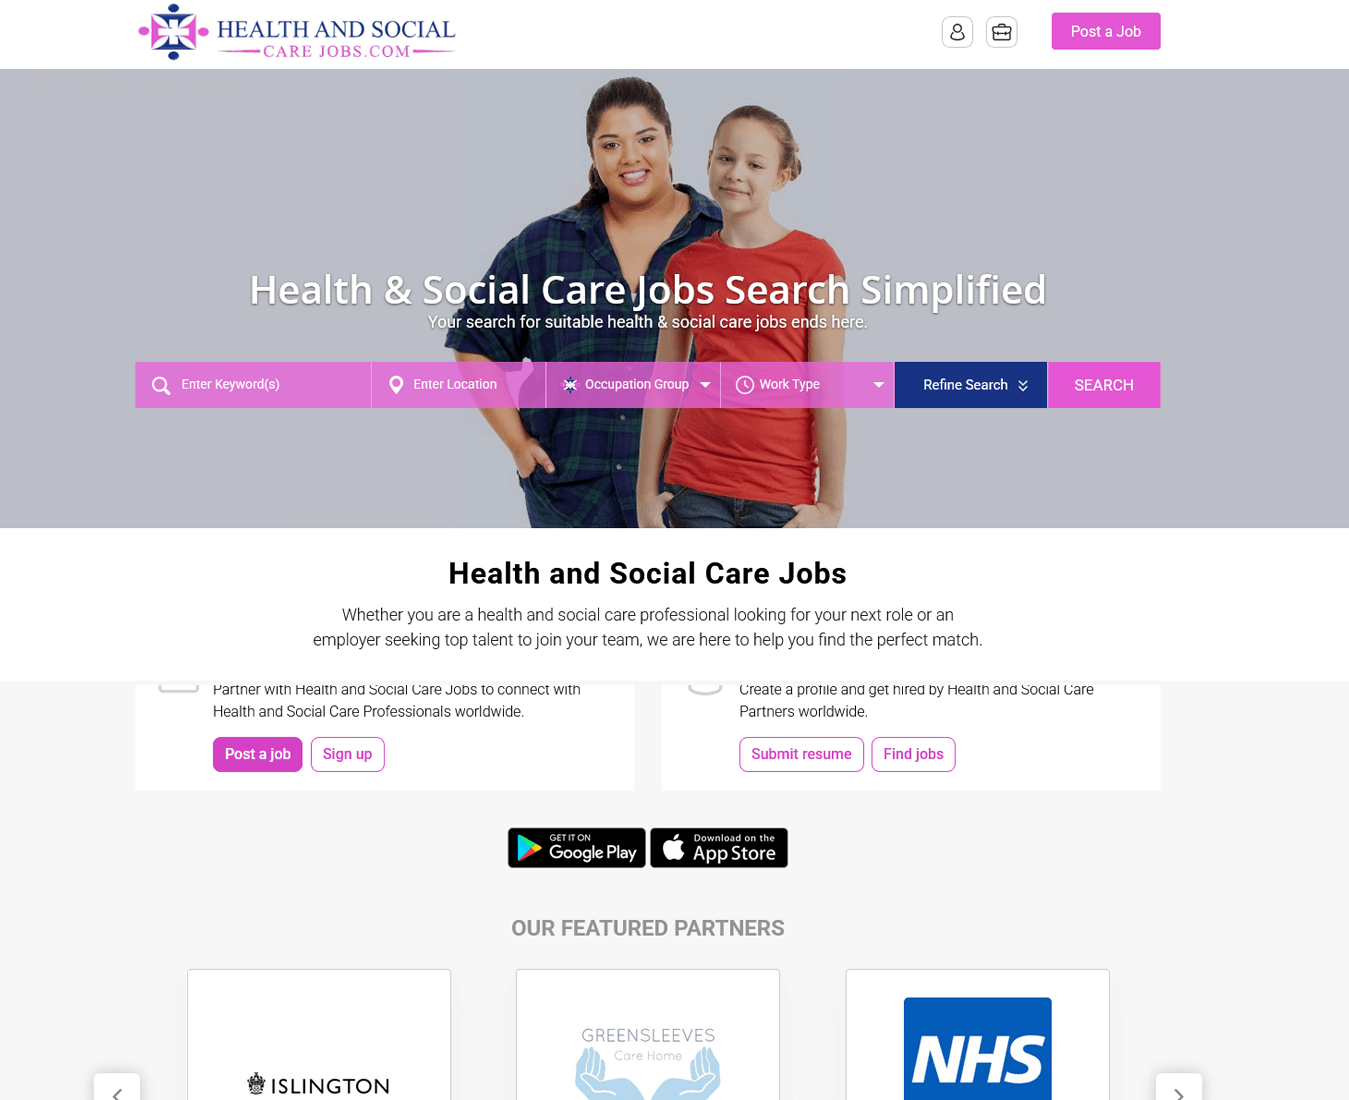 HEALTH AND SOCIAL
CARE JOBS.COM
Post a Job
Health & Social Care Jobs Search Simplified
Your search for suitable health & social care jobs ends here.
Enter Keyword(s)
Enter Location
Occupation Group
Work Type
Refine Search
SEARCH
Health and Social Care Jobs
Whether you are a health and social care professional looking for your next role or an
employer seeking top talent to join your team, we are here to help you find the perfect match.
Partner with Health and Social Care Jobs to connect with
Health and Social Care Professionals worldwide.
Post a job
Sign up
Create a profile and get hired by Health and Social Care
Partners worldwide.
Submit resume
Find jobs
GET IT ON
Google Play
Download on the
App Store
OUR FEATURED PARTNERS
ISLINGTON
GREENSLEEVES
Care Home
NHS